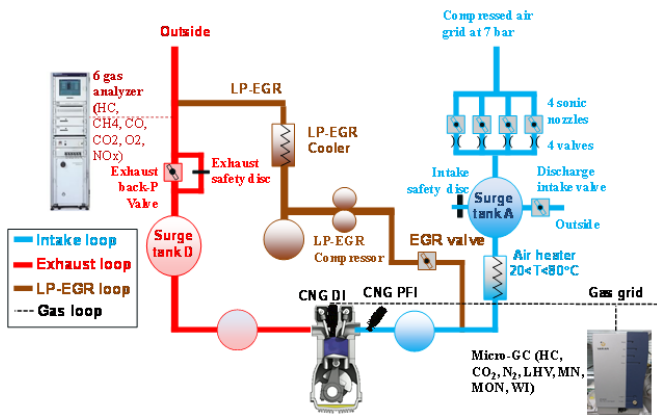 Outside
Compressed air
grid at 7 bar
6 gas
analyzer
(HC,
CH4, CO,
CO2, O2,
NOx)
LP-EGR
LP-EGR
Cooler
4 sonic
nozzles
4 valves
Exhaust
back-P
Valve
Exhaust
safety disc
Intake
safety disc
Surge
tank A
Discharge
intake valve
Outside
Surge
tank D
LP-EGR
Compressor
EGR valve
Air heater
20<T<80°C
Intake loop
Exhaust loop
LP-EGR loop
Gas loop
CNG DI
CNG PFI
Gas grid
Micro-GC (HC,
CO2, N2, LHV, MN,
MON, WI)